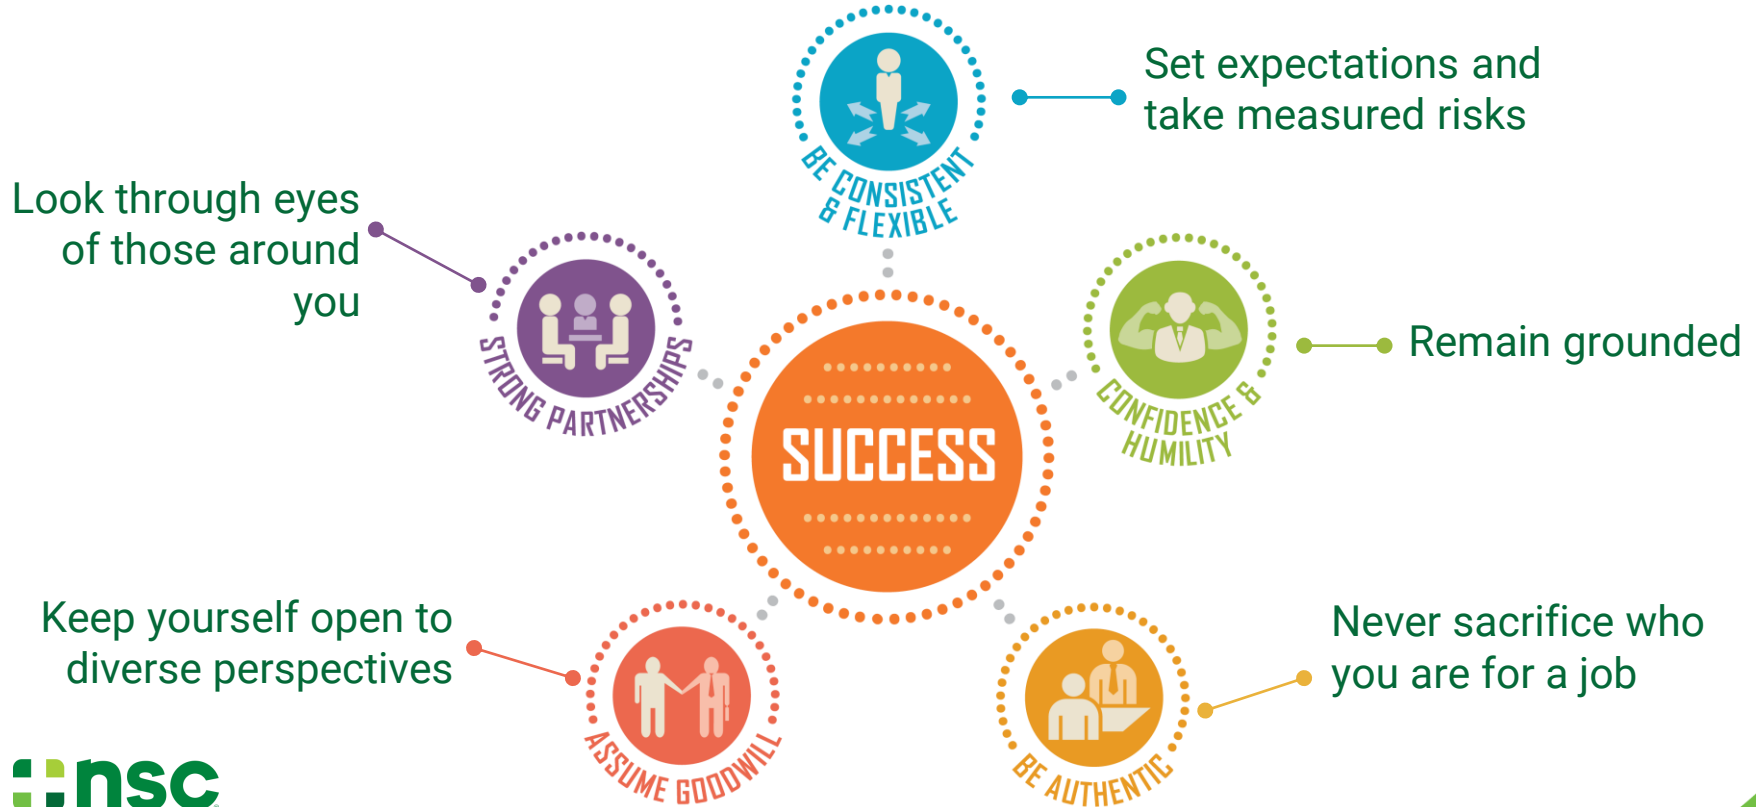 Set expectations and
take measured risks
BE CONSISTENT
& FLEXIBLE
Look through eyes
of those around
you
STRONG PARTNERSHIPS
CONFIDENCE &
HUMILITY
Remain grounded
SUCCESS
Keep yourself open to
diverse perspectives
ASSUME GOODWILL
Never sacrifice who
you are for a job
BE AUTHENTIC
nsc